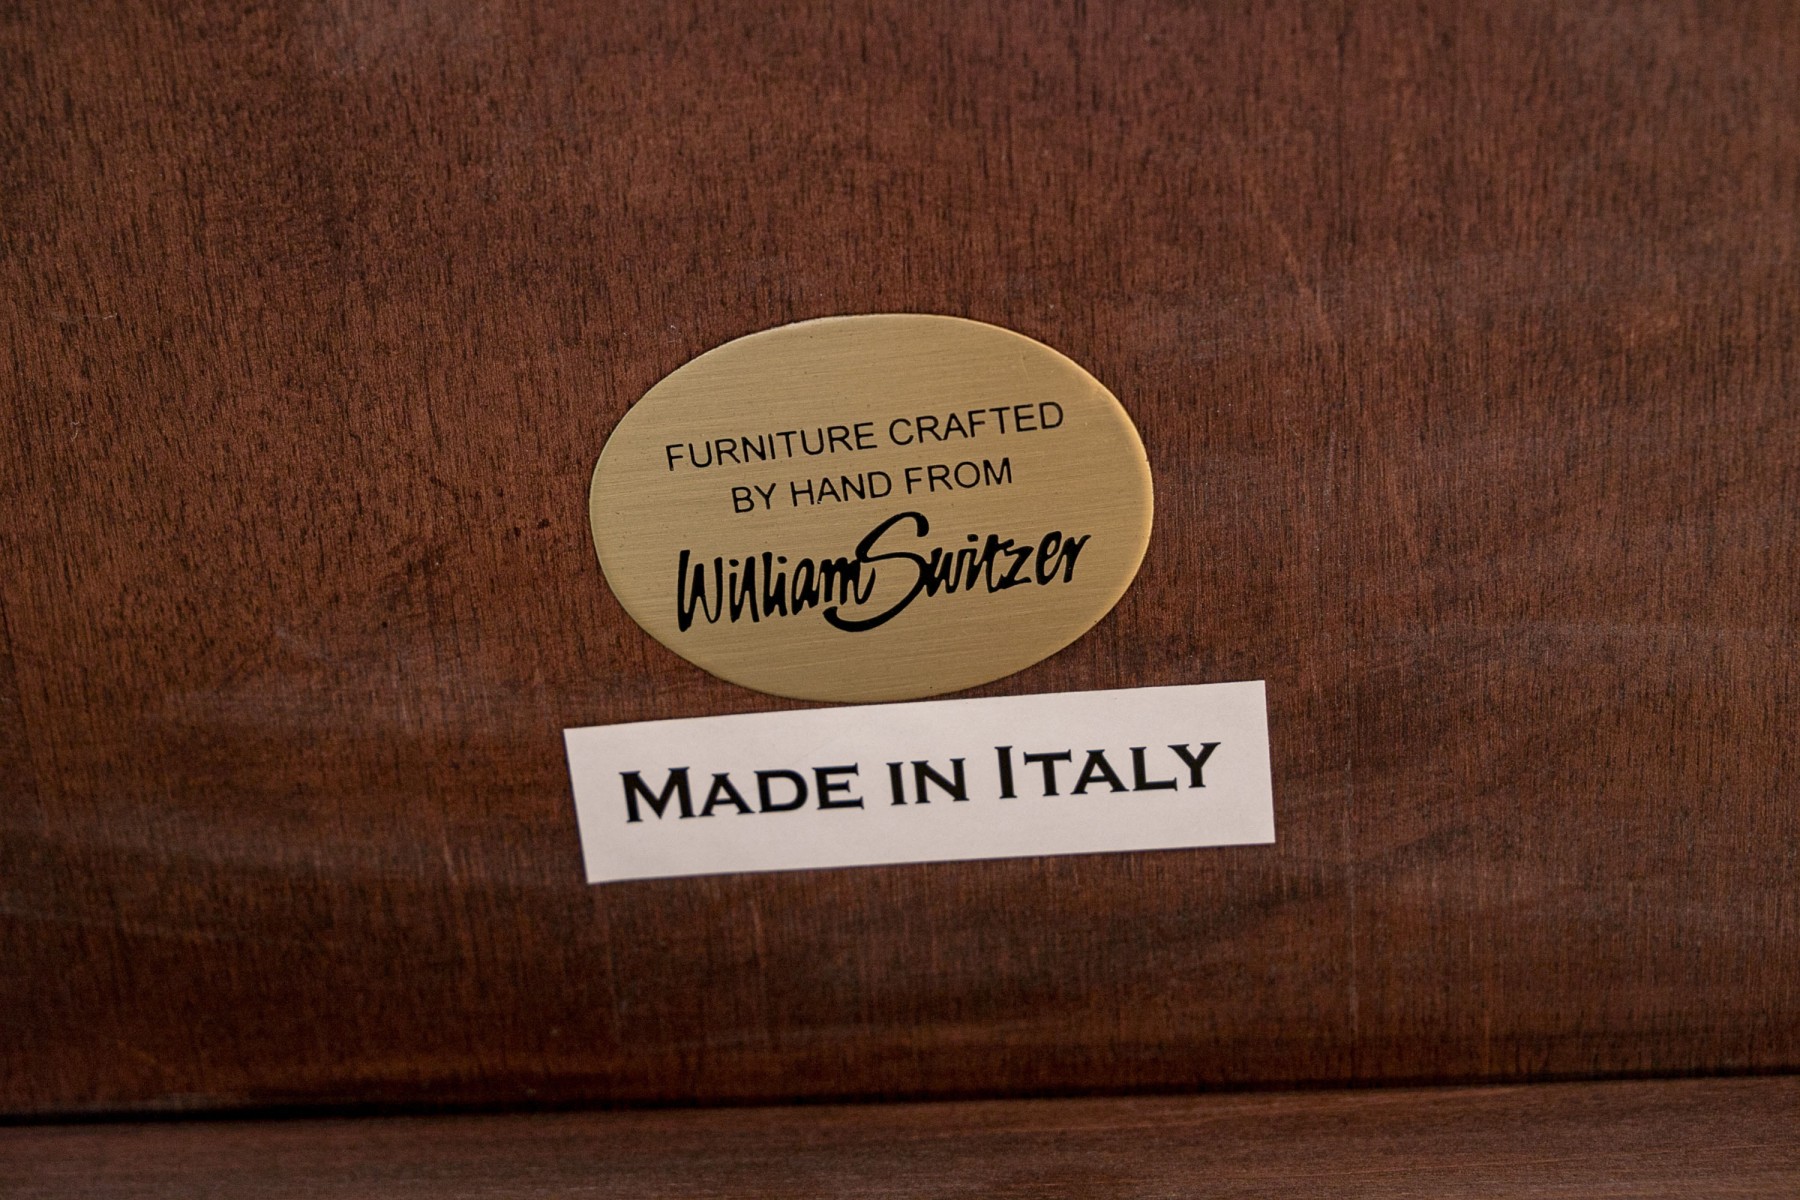 FURNITURE CRAFTED
BY HAND FROM
William Switzer
MADE IN ITALY